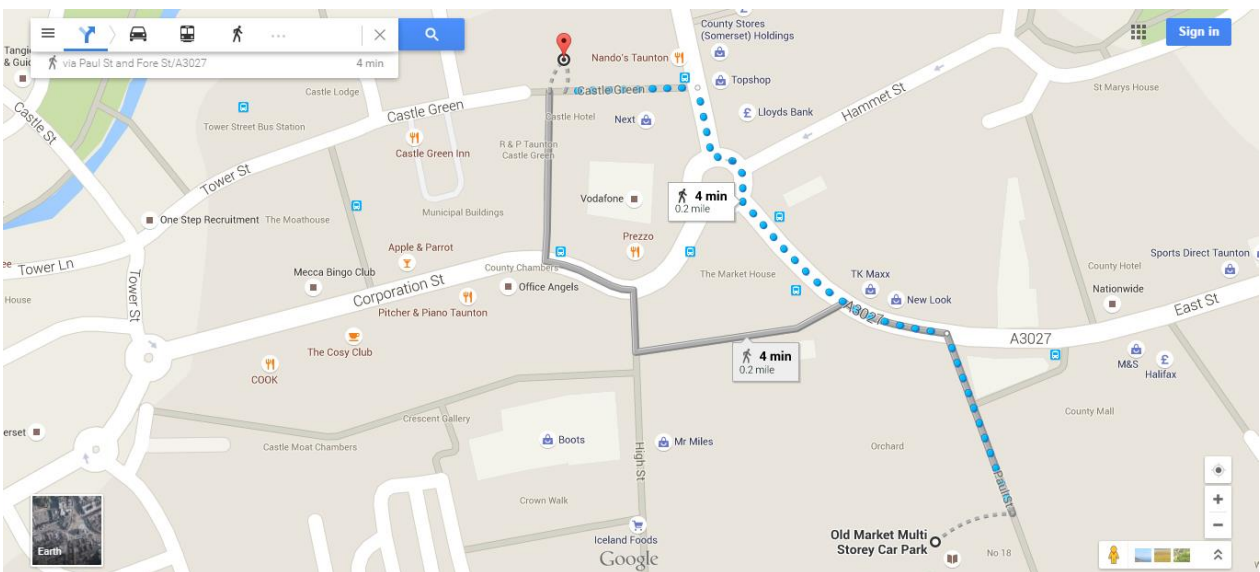 via Paul St and Fore St/A3027
4 min
Sign in
County Stores
(Somerset) Holdings
Nando's Taunton
Topshop
Lloyds Bank
Hammet St
St Marys House
Castle St
Castle Lodge
Castle Green
Castle Green
Tower Street Bus Station
Castle Hotel
Next
R & P Taunton
Castle Green
Castle Green Inn
Tower St
4 min
0.2 mile
Vodafone
One Step Recruitment
The Moathouse
Municipal Buildings
Prezzo
Apple & Parrot
Tower Ln
Mecca Bingo Club
County Chambers
The Market House
TK Maxx
County Hotel
Sports Direct Taunton
House
Tower St
Corporation St
Office Angels
New Look
Nationwide
East St
Pitcher & Piano Taunton
A3027
A3027
The Cosy Club
4 min
0.2 mile
M&S
Halifax
COOK
County Mall
Crescent Gallery
Castle Moat Chambers
Boots
Mr Miles
High St
Orchard
Paul St
Crown Walk
Iceland Foods
Old Market Multi
Storey Car Park
No 18
Earth
Google